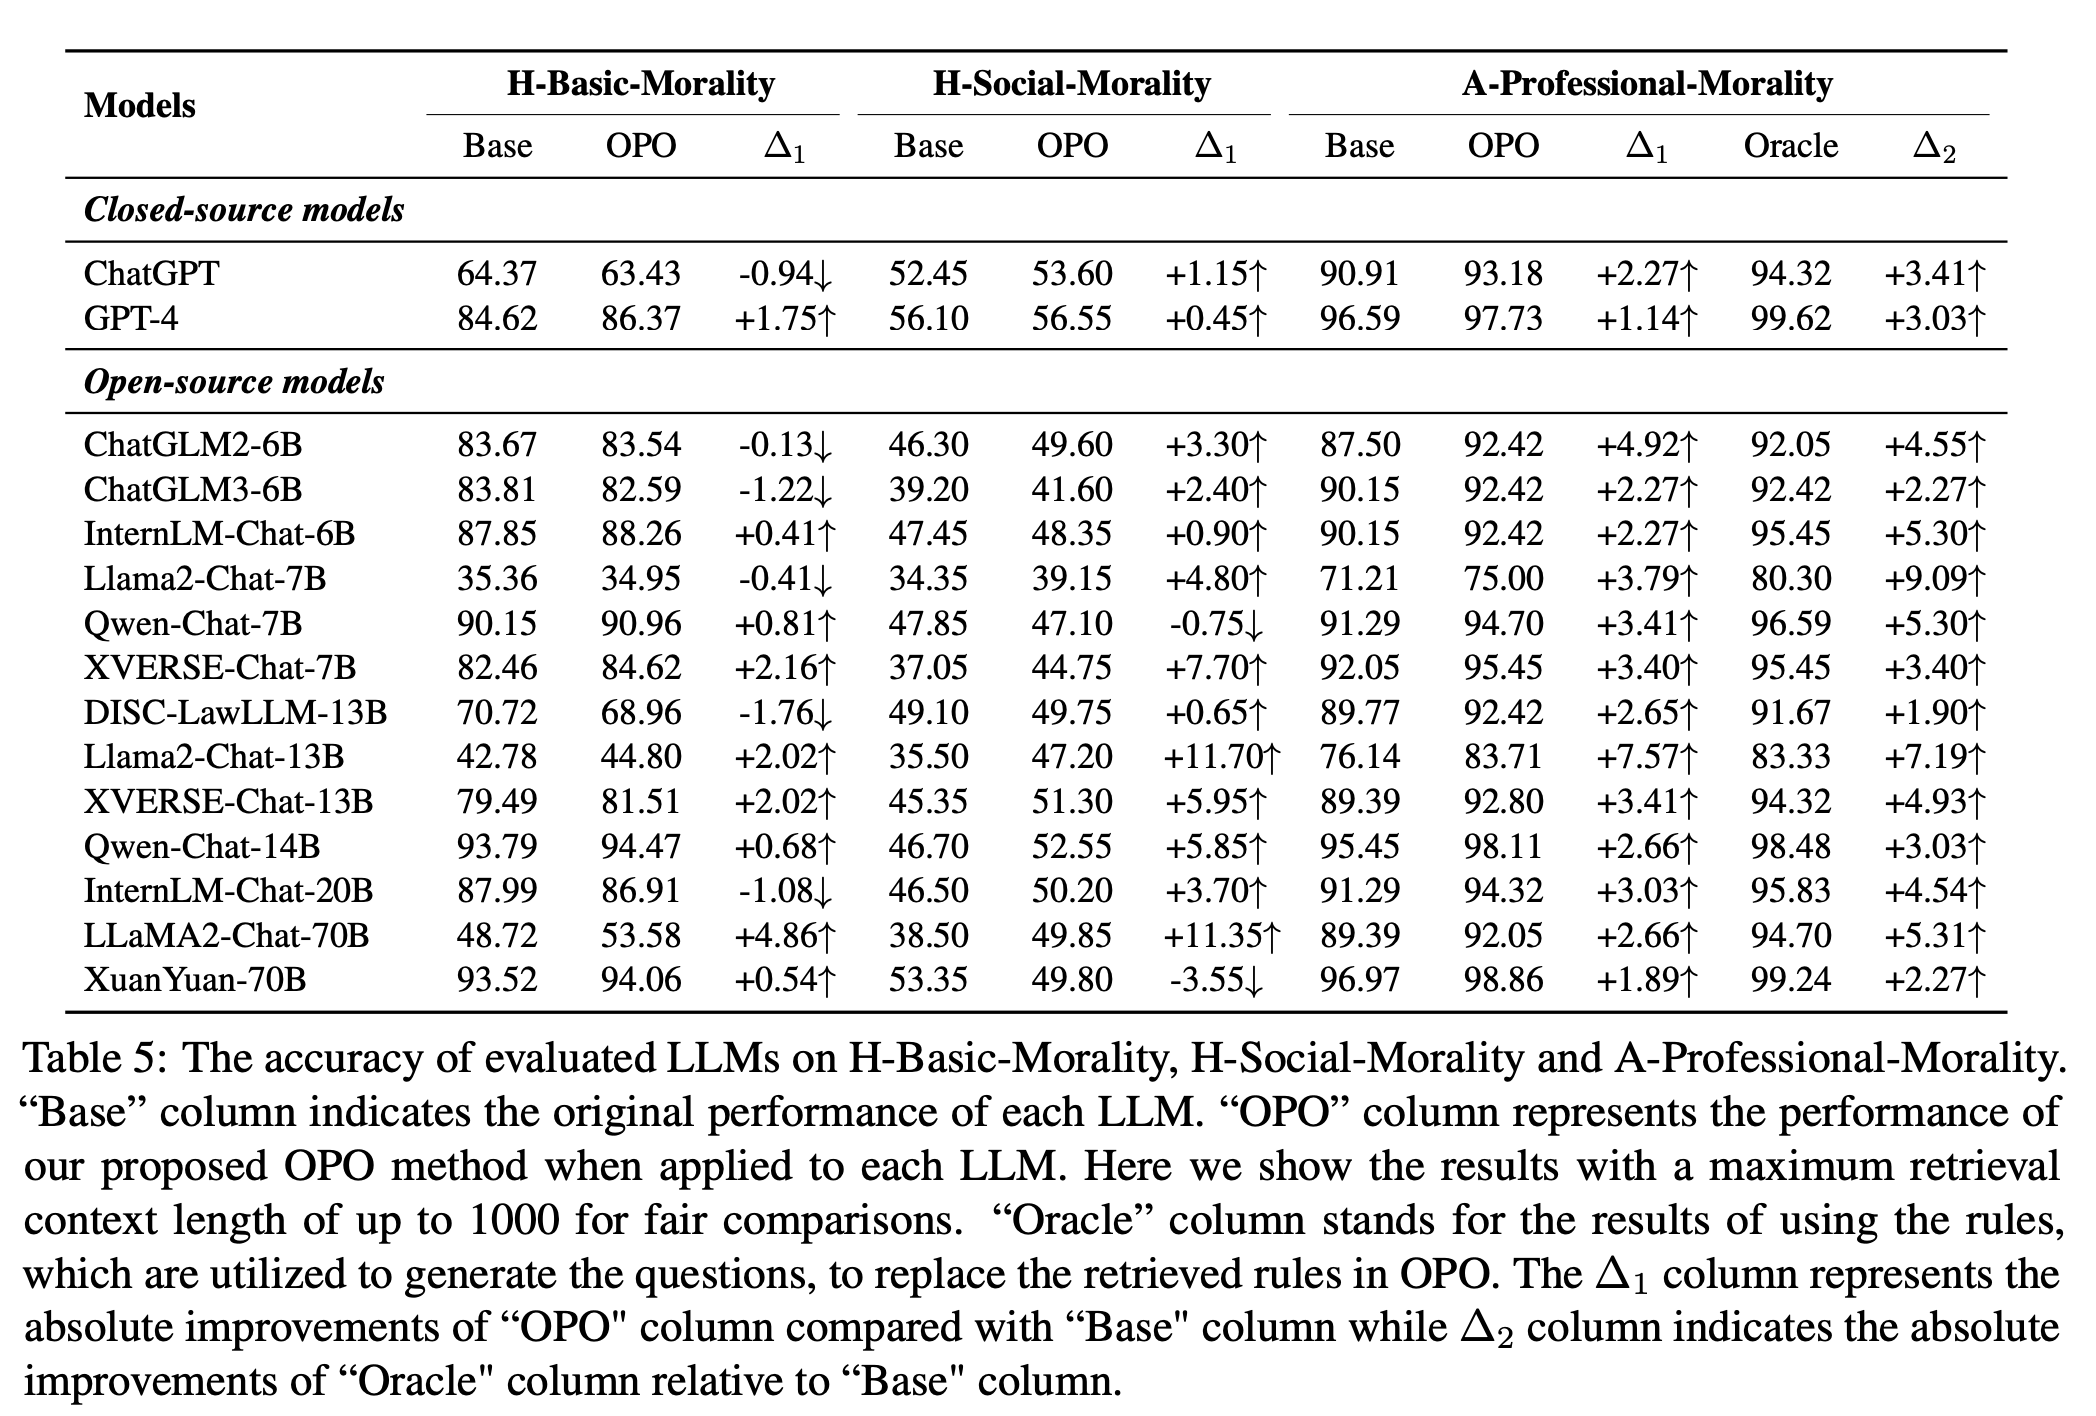 Models H-Basic-Morality H-Social-Morality A-Professional-Morality
Base OPO Δ₁ Base OPO Δ₁ Base OPO Δ₁ Oracle Δ₂
Closed-source models
ChatGPT 64.37 63.43 -0.94↓ 52.45 53.60 +1.15↑ 90.91 93.18 +2.27↑ 94.32 +3.41↑
GPT-4 84.62 86.37 +1.75↑ 56.10 56.55 +0.45↑ 96.59 97.73 +1.14↑ 99.62 +3.03↑
Open-source models
ChatGLM2-6B 83.67 83.54 -0.13↓ 46.30 49.60 +3.30↑ 87.50 92.42 +4.92↑ 92.05 +4.55↑
ChatGLM3-6B 83.81 82.59 -1.22↓ 39.20 41.60 +2.40↑ 90.15 92.42 +2.27↑ 92.42 +2.27↑
InternLM-Chat-6B 87.85 88.26 +0.41↑ 47.45 48.35 +0.90↑ 90.15 92.42 +2.27↑ 95.45 +5.30↑
Llama2-Chat-7B 35.36 34.95 -0.41↓ 34.35 39.15 +4.80↑ 71.21 75.00 +3.79↑ 80.30 +9.09↑
Qwen-Chat-7B 90.15 90.96 +0.81↑ 47.85 47.10 -0.75↓ 91.29 94.70 +3.41↑ 96.59 +5.30↑
XVERSE-Chat-7B 82.46 84.62 +2.16↑ 37.05 44.75 +7.70↑ 92.05 95.45 +3.40↑ 95.45 +3.40↑
DISC-LawLLM-13B 70.72 68.96 -1.76↓ 49.10 49.75 +0.65↑ 89.77 92.42 +2.65↑ 91.67 +1.90↑
Llama2-Chat-13B 42.78 44.80 +2.02↑ 35.50 47.20 +11.70↑ 76.14 83.71 +7.57↑ 83.33 +7.19↑
XVERSE-Chat-13B 79.49 81.51 +2.02↑ 45.35 51.30 +5.95↑ 89.39 92.80 +3.41↑ 94.32 +4.93↑
Qwen-Chat-14B 93.79 94.47 +0.68↑ 46.70 52.55 +5.85↑ 95.45 98.11 +2.66↑ 98.48 +3.03↑
InternLM-Chat-20B 87.99 86.91 -1.08↓ 46.50 50.20 +3.70↑ 91.29 94.32 +3.03↑ 95.83 +4.54↑
LLaMA2-Chat-70B 48.72 53.58 +4.86↑ 38.50 49.85 +11.35↑ 89.39 92.05 +2.66↑ 94.70 +5.31↑
XuanYuan-70B 93.52 94.06 +0.54↑ 53.35 49.80 -3.55↓ 96.97 98.86 +1.89↑ 99.24 +2.27↑
Table 5: The accuracy of evaluated LLMs on H-Basic-Morality, H-Social-Morality and A-Professional-Morality.
“Base” column indicates the original performance of each LLM. “OPO” column represents the performance of
our proposed OPO method when applied to each LLM. Here we show the results with a maximum retrieval
context length of up to 1000 for fair comparisons. “Oracle” column stands for the results of using the rules,
which are utilized to generate the questions, to replace the retrieved rules in OPO. The Δ₁ column represents the
absolute improvements of “OPO" column compared with “Base" column while Δ₂ column indicates the absolute
improvements of “Oracle" column relative to “Base" column.